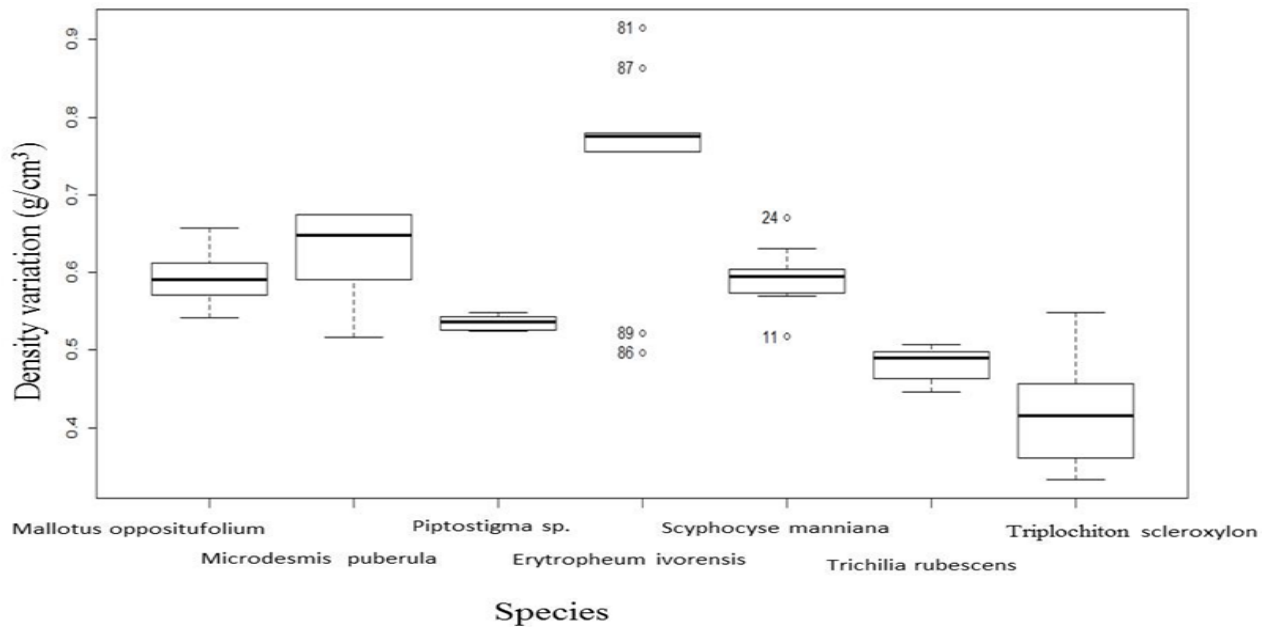 Density variation (g/cm³)
0.9
0.8
0.7
0.6
0.5
0.4
81
87
89
86
24
11
Mallotus oppositufolium
Microdesmis puberula
Piptostigma sp.
Erytropheum ivorensis
Scyphocyse manniana
Trichilia rubescens
Triplochiton scleroxylon
Species